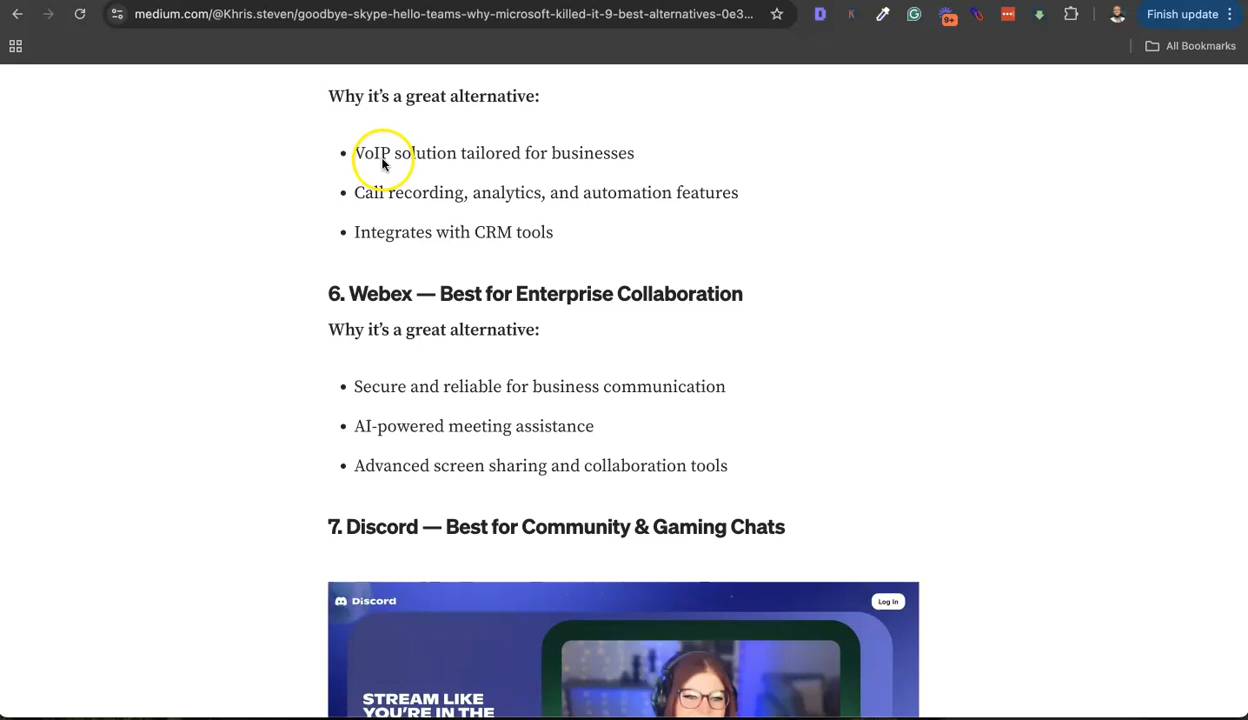 medium.com/@Khris.steven/goodbye-skype-hello-teams-why-microsoft-killed-it-9-best-alternatives-0e3...
9+
Finish update
All Bookmarks
Why it's a great alternative:
• VoIP solution tailored for businesses
• Call recording, analytics, and automation features
• Integrates with CRM tools
6. Webex — Best for Enterprise Collaboration
Why it's a great alternative:
• Secure and reliable for business communication
• AI-powered meeting assistance
• Advanced screen sharing and collaboration tools
7. Discord — Best for Community & Gaming Chats
Discord
Log In
STREAM LIKE
YOU'RE IN THE